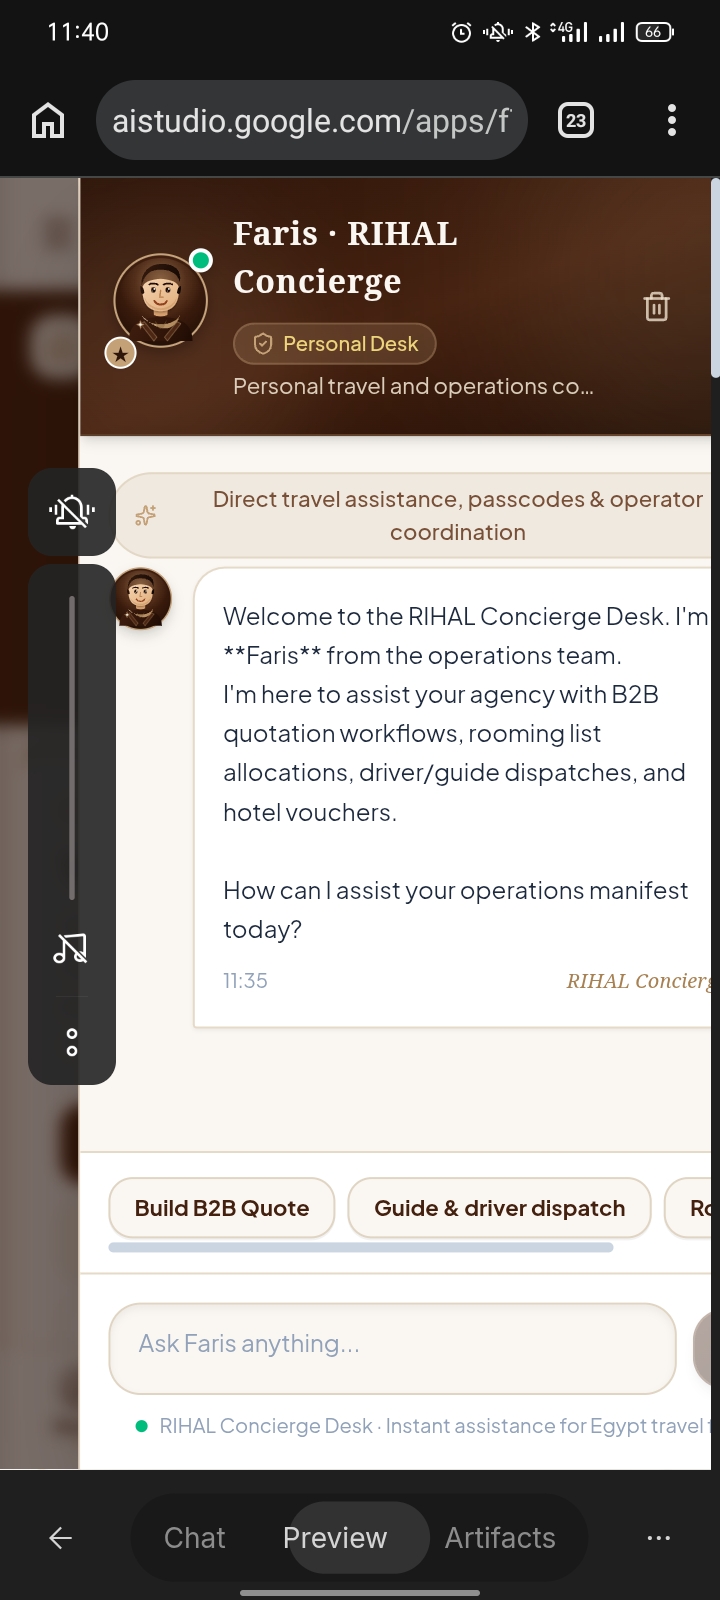 11:40
4G
66
aistudio.google.com/apps/f
23
Faris · RIHAL
Concierge
Personal Desk
Personal travel and operations co...
Direct travel assistance, passcodes & operator
coordination
Welcome to the RIHAL Concierge Desk. I'm
**Faris** from the operations team.
I'm here to assist your agency with B2B
quotation workflows, rooming list
allocations, driver/guide dispatches, and
hotel vouchers.
How can I assist your operations manifest
today?
11:35
RIHAL Concierg
Build B2B Quote
Guide & driver dispatch
Ro
Ask Faris anything...
RIHAL Concierge Desk · Instant assistance for Egypt travel
Chat
Preview
Artifacts